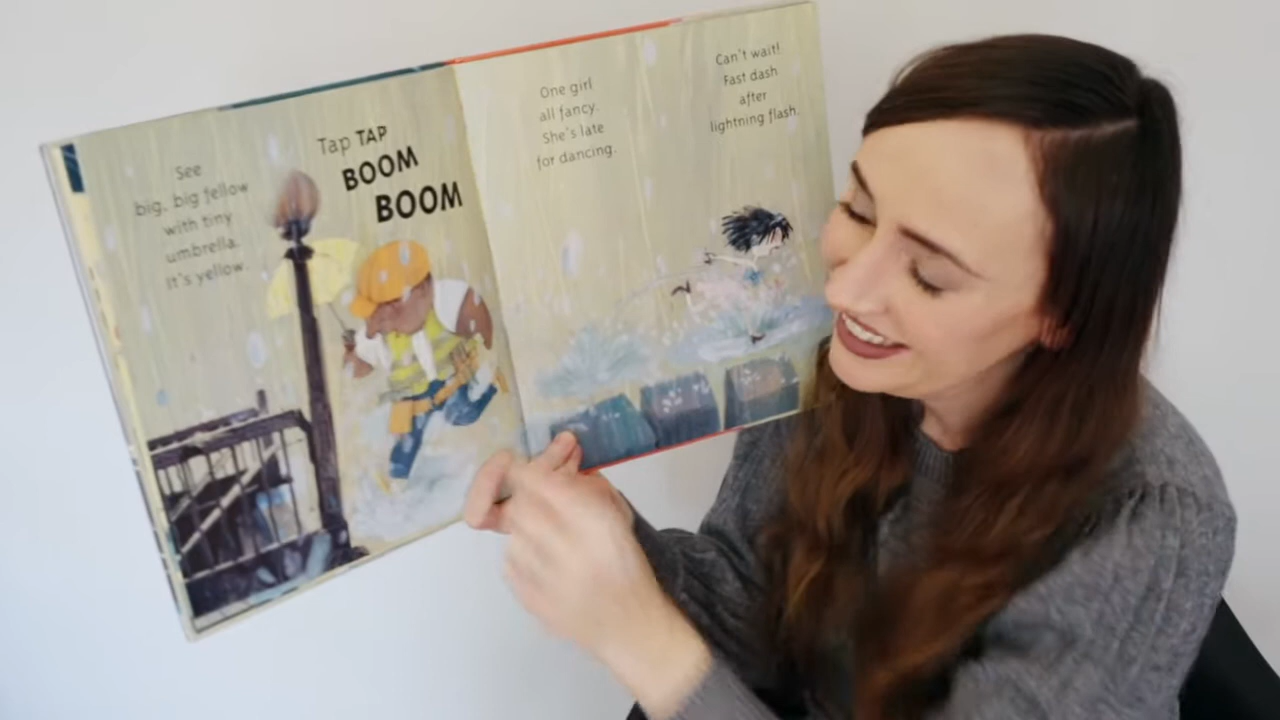 See
big, big fellow
with tiny
umbrella.
It's yellow.
Tap TAP
BOOM
BOOM
One girl
all fancy.
She's late
for dancing.
Can't wait!
Fast dash
after
lightning flash.